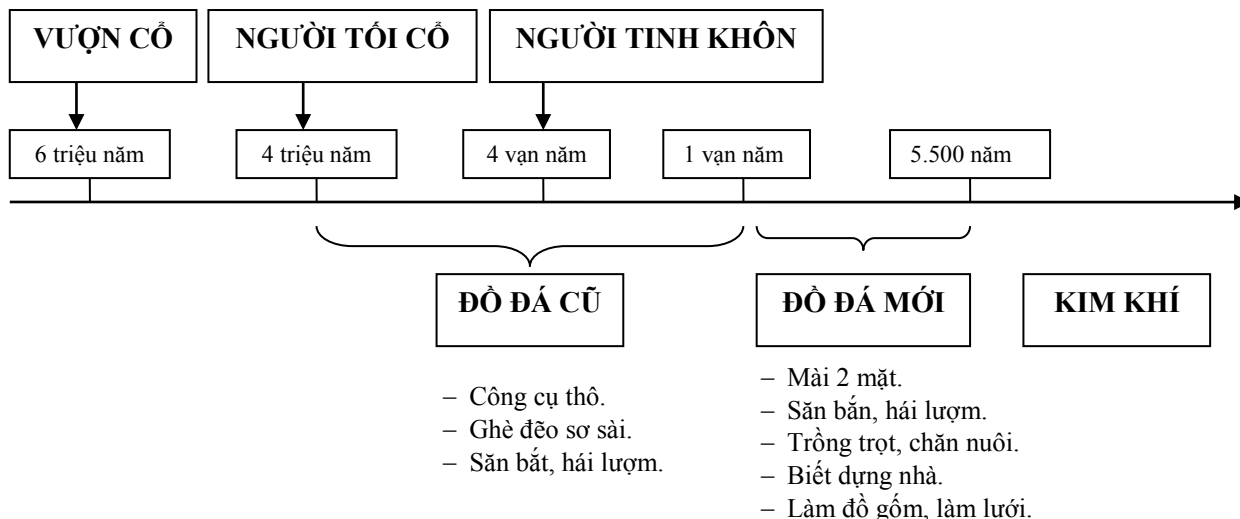 VƯỢN CỔ
NGƯỜI TỐI CỔ
NGƯỜI TINH KHÔN
6 triệu năm
4 triệu năm
4 vạn năm
1 vạn năm
5.500 năm
ĐỒ ĐÁ CŨ
ĐỒ ĐÁ MỚI
KIM KHÍ
– Công cụ thô.
– Ghè đẽo sơ sài.
– Săn bắt, hái lượm.
– Mài 2 mặt.
– Săn bắn, hái lượm.
– Trồng trọt, chăn nuôi.
– Biết dựng nhà.
– Làm đồ gốm, làm lưới.